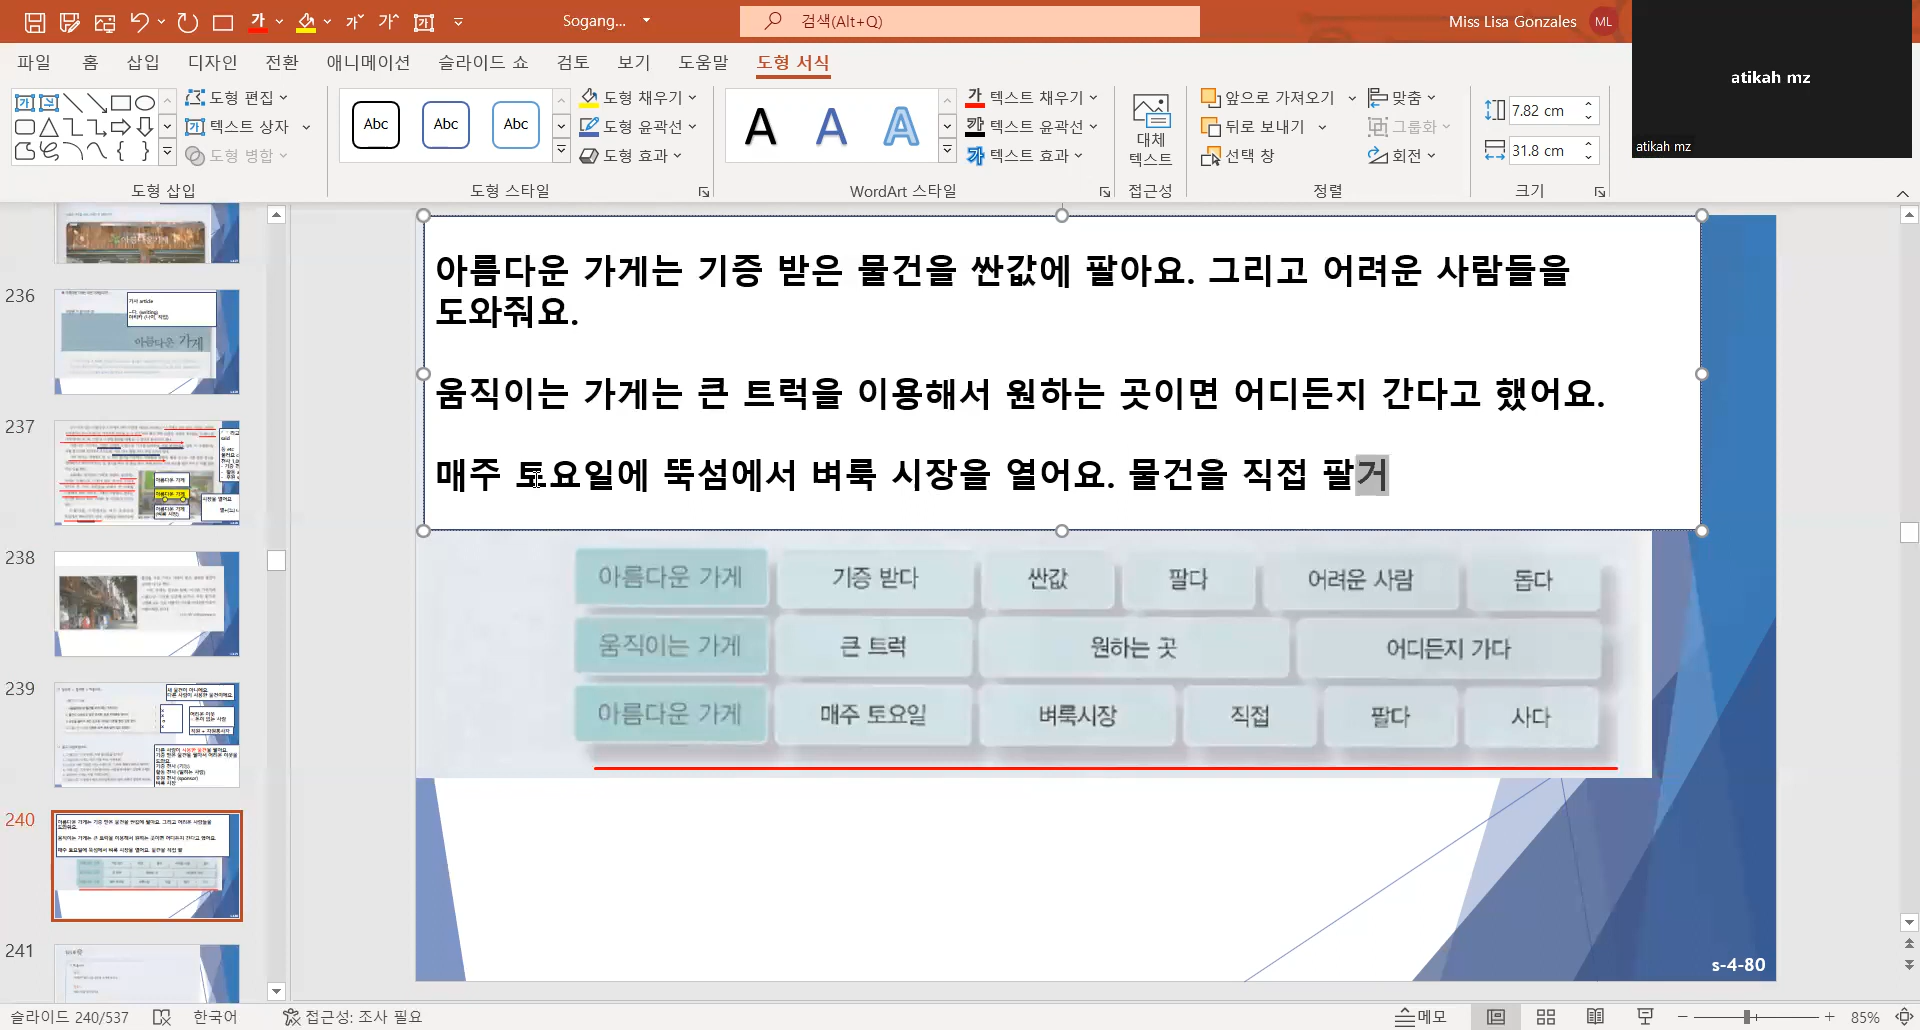 Sogang...
검색(Alt+Q)
Miss Lisa Gonzales
ML
atikah mz
atikah mz
파일 홈 삽입 디자인 전환 애니메이션 슬라이드 쇼 검토 보기 도움말 도형 서식
도형 편집
텍스트 상자
도형 병합
도형 삽입
Abc Abc Abc
도형 채우기
도형 윤곽선
도형 효과
도형 스타일
A A A
텍스트 채우기
텍스트 윤곽선
텍스트 효과
WordArt 스타일
대체
텍스트
접근성
앞으로 가져오기
뒤로 보내기
선택 창
맞춤
그룹화
회전
정렬
7.82 cm
31.8 cm
크기
236
237
238
239
240
241
아름다운 가게는 기증 받은 물건을 싼값에 팔아요. 그리고 어려운 사람들을
도와줘요.
움직이는 가게는 큰 트럭을 이용해서 원하는 곳이면 어디든지 간다고 했어요.
매주 토요일에 뚝섬에서 벼룩 시장을 열어요. 물건을 직접 팔거
아름다운 가게 기증 받다 싼값 팔다 어려운 사람 돕다
움직이는 가게 큰 트럭 원하는 곳 어디든지 가다
아름다운 가게 매주 토요일 벼룩시장 직접 팔다 사다
s-4-80
슬라이드 240/537 한국어 접근성: 조사 필요
메모
85%